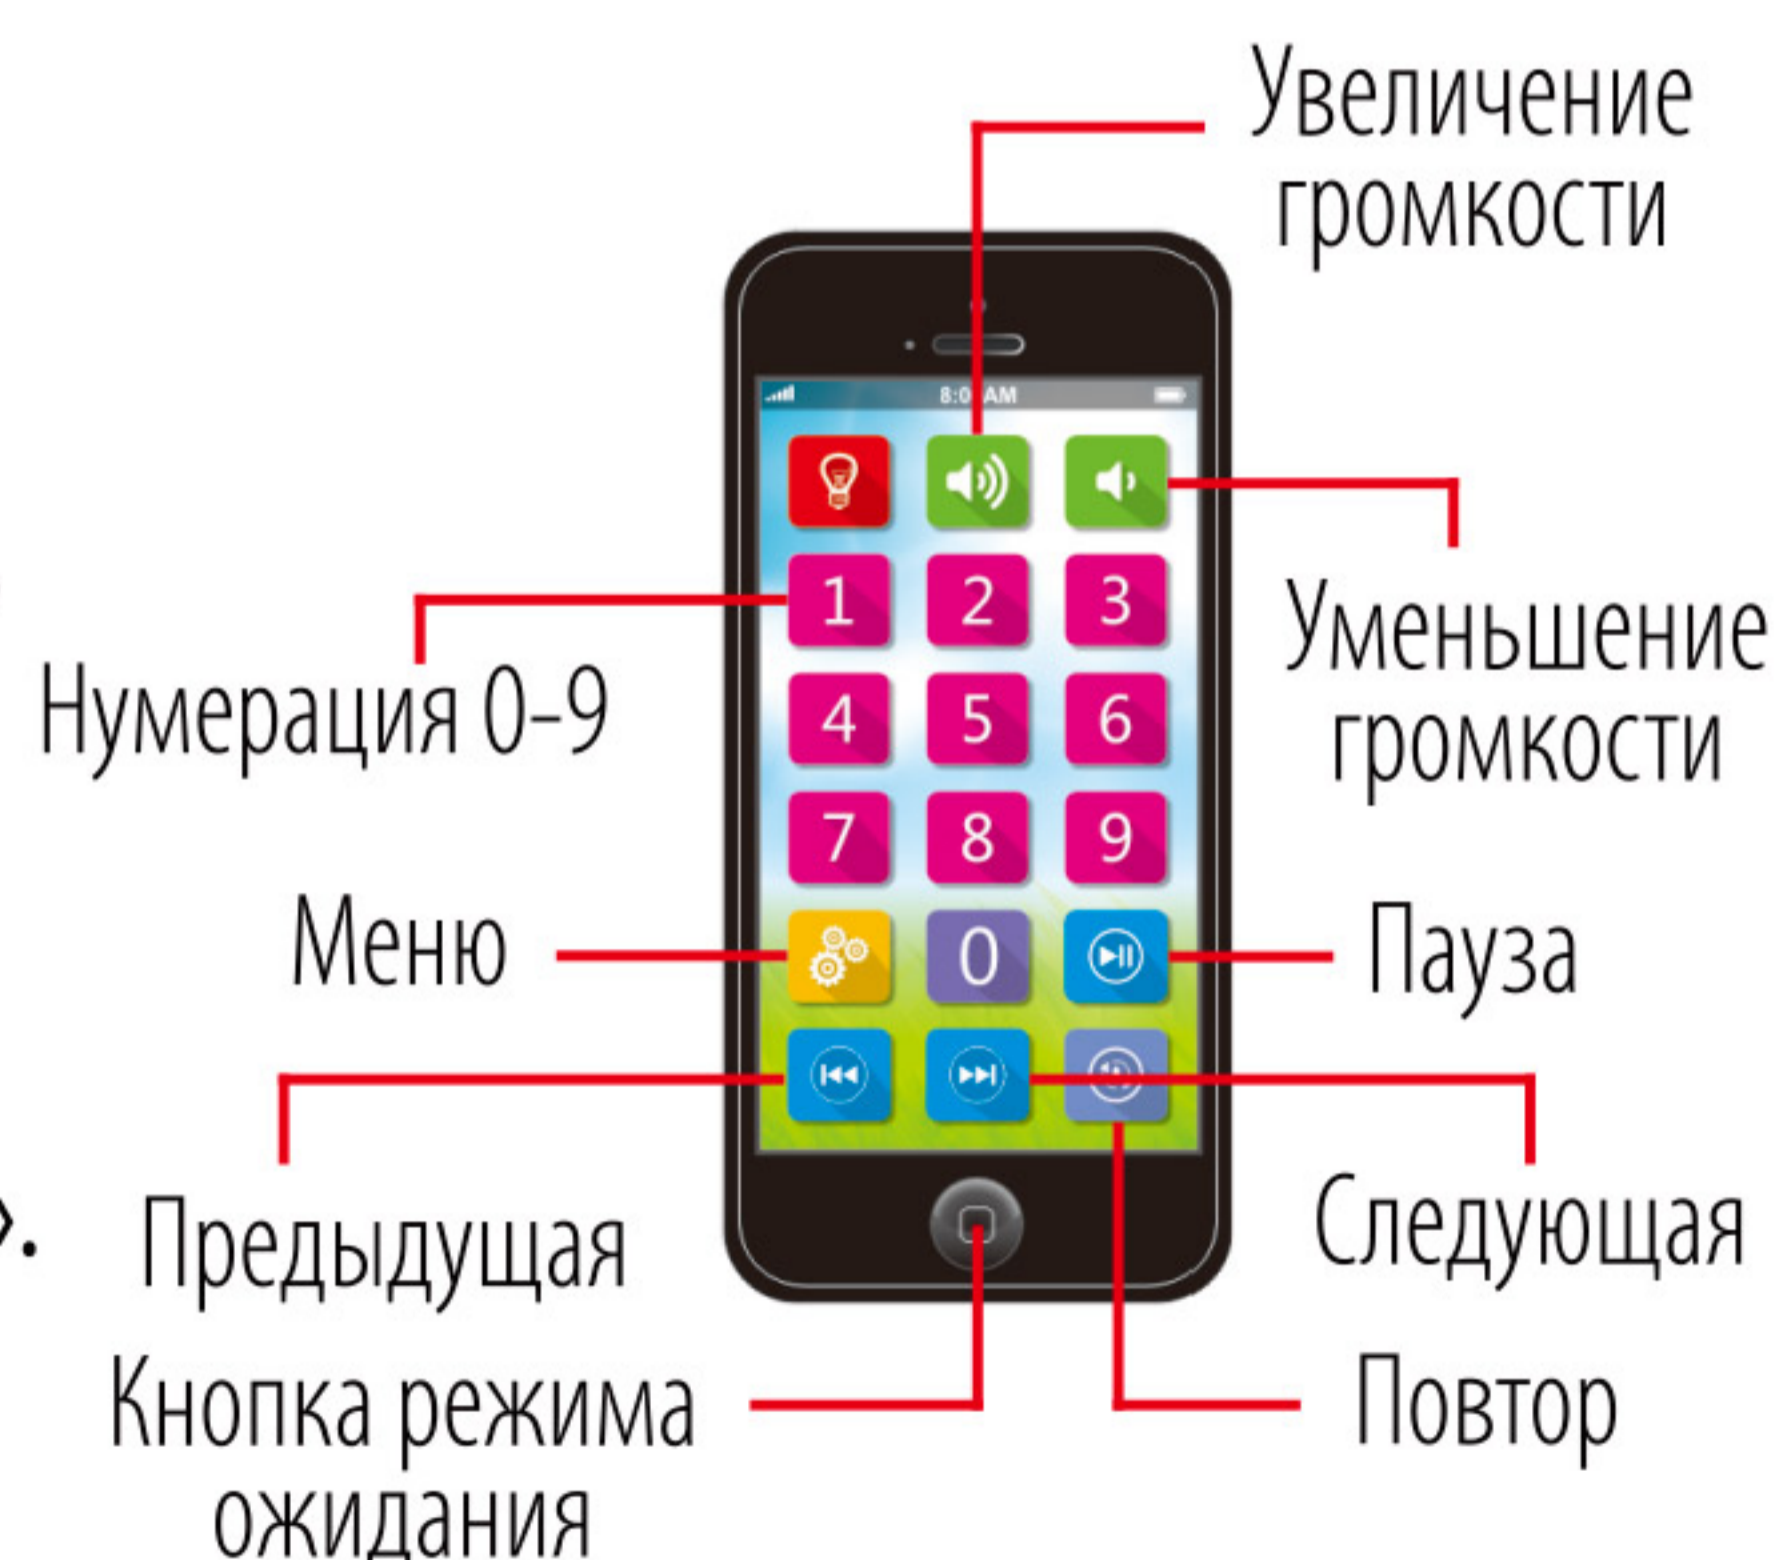 Увеличение
громкости
8:0 AM
1 2 3
Уменьшение
громкости
Нумерация 0–9
4 5 6
7 8 9
Меню
0
Пауза
».
Предыдущая
Следующая
Кнопка режима
ожидания
Повтор